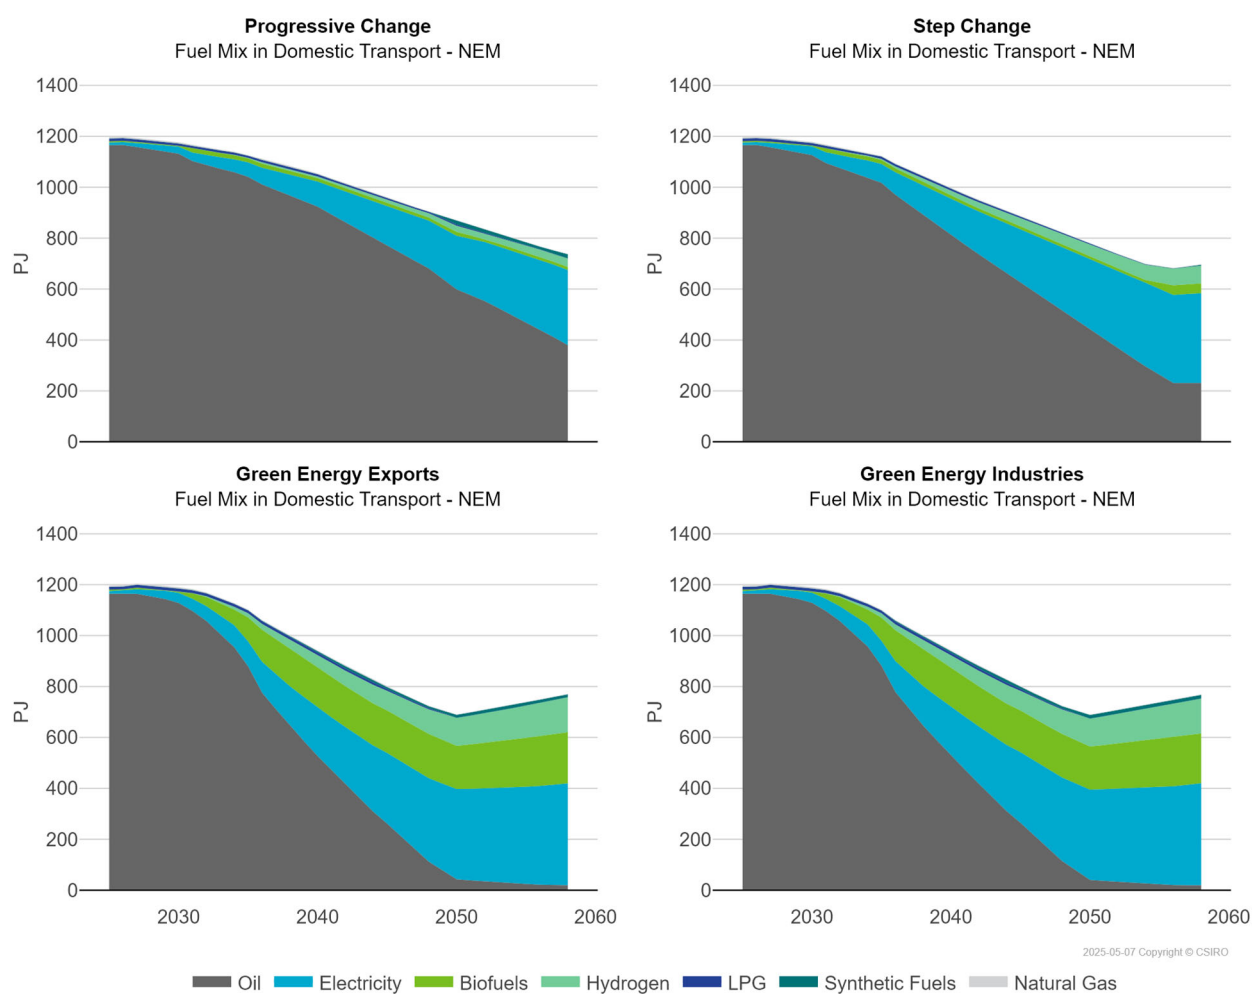 Progressive Change
Fuel Mix in Domestic Transport - NEM
1400
1200
1000
800
600
400
200
0
PJ
Step Change
Fuel Mix in Domestic Transport - NEM
1400
1200
1000
800
600
400
200
0
PJ
Green Energy Exports
Fuel Mix in Domestic Transport - NEM
1400
1200
1000
800
600
400
200
0
PJ
2030 2040 2050 2060
Green Energy Industries
Fuel Mix in Domestic Transport - NEM
1400
1200
1000
800
600
400
200
0
PJ
2030 2040 2050 2060
2025-05-07 Copyright © CSIRO
Oil Electricity Biofuels Hydrogen LPG Synthetic Fuels Natural Gas